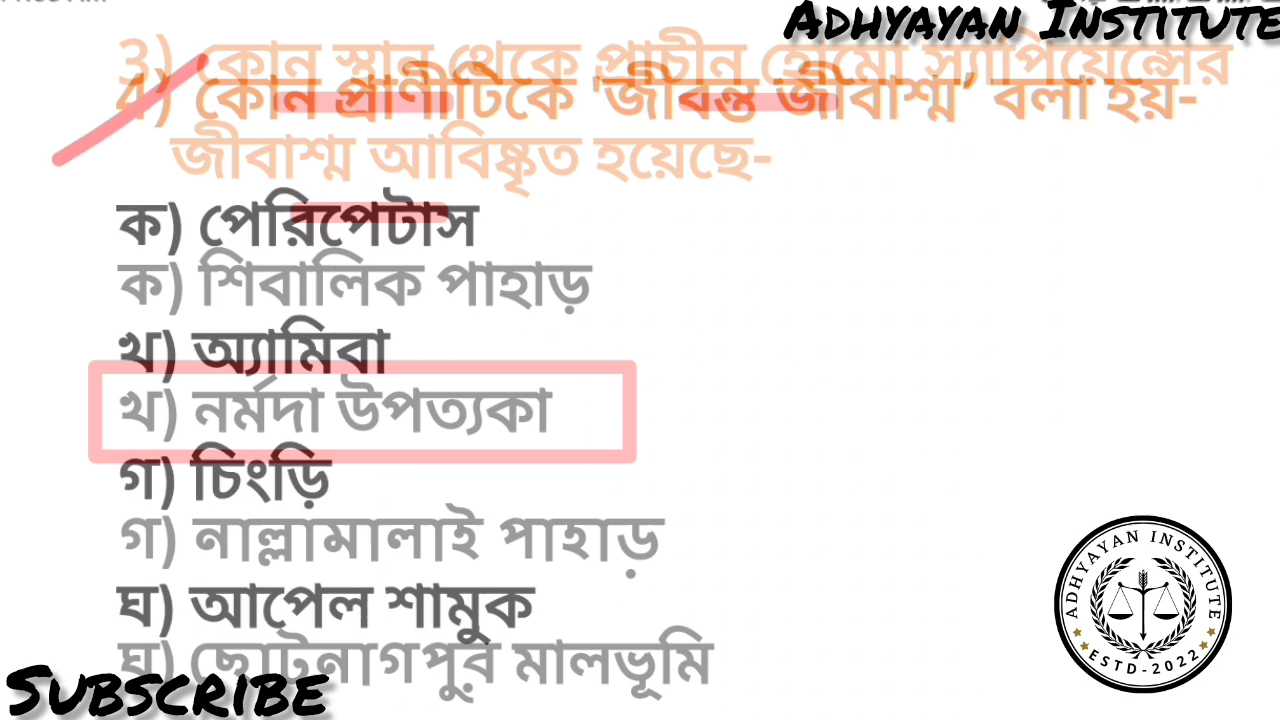 ADHYAYAN INSTITUTE
3) কোন স্থান থেকে প্রাচীন হোমো স্যাপিয়েন্সের
4) কোন প্রাণীটিকে 'জীবন্ত জীবাশ্ম’ বলা হয়-
জীবাশ্ম আবিষ্কৃত হয়েছে-
ক) পেরিপেটাস
ক) শিবালিক পাহাড়
খ) অ্যামিবা
খ) নর্মদা উপত্যকা
গ) চিংড়ি
গ) নাল্লামালাই পাহাড়
ঘ) আপেল শামুক
ঘ) ছোটনাগপুর মালভূমি
ADHYAYAN INSTITUTE
ESTD-2022
SUBSCRIBE